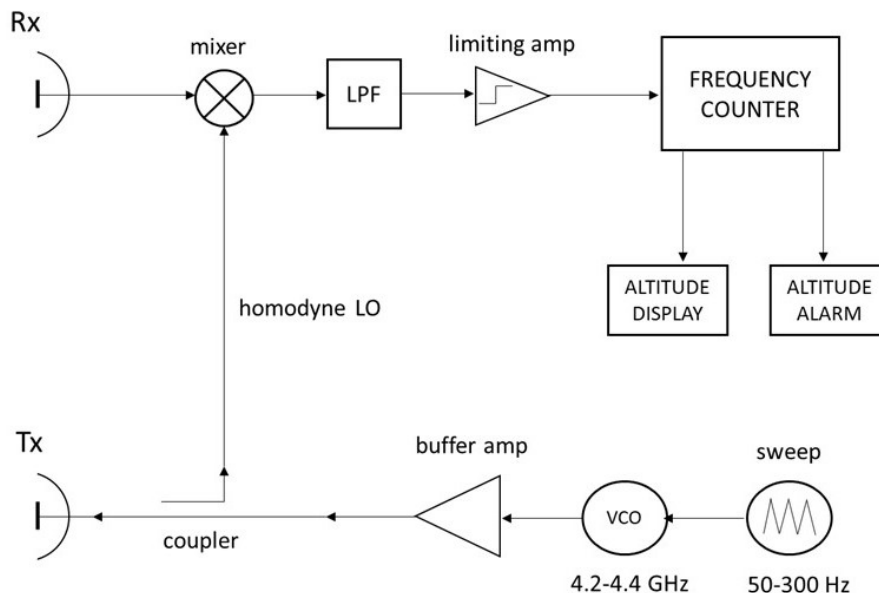 Rx
mixer
limiting amp
LPF
FREQUENCY
COUNTER
ALTITUDE
DISPLAY
ALTITUDE
ALARM
homodyne LO
Tx
buffer amp
sweep
coupler
VCO
4.2-4.4 GHz
50-300 Hz